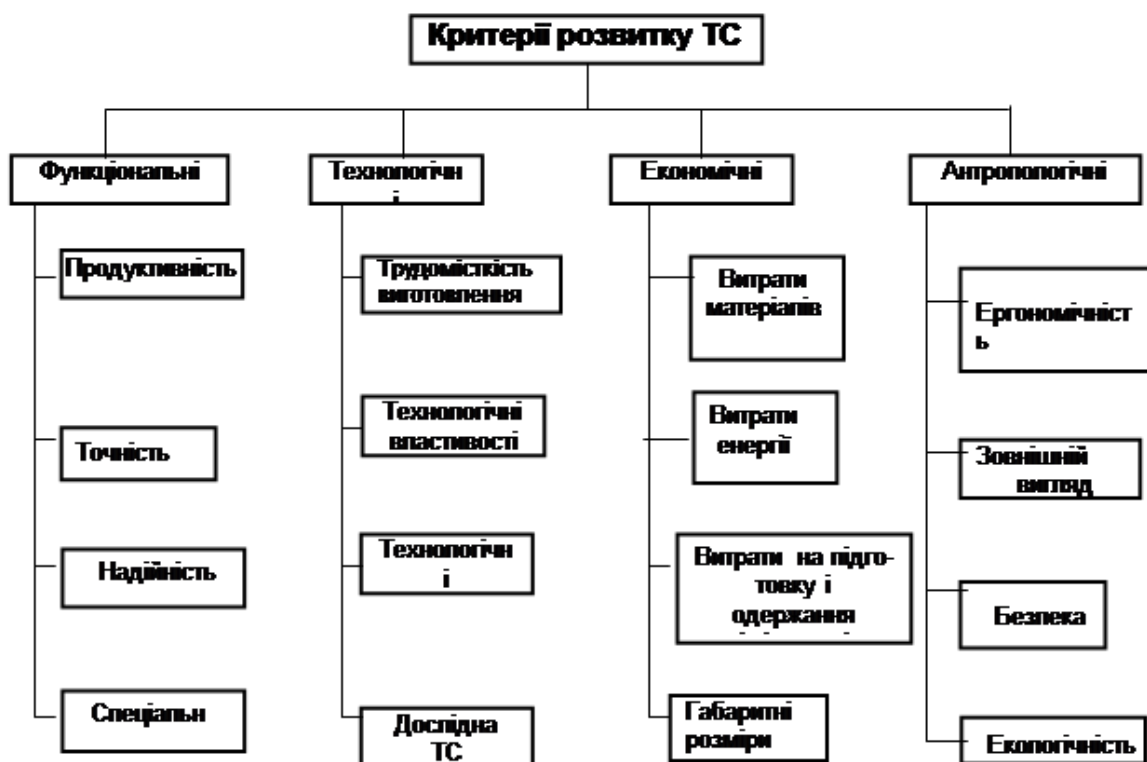 Критерії розвитку ТС
Функціональні
Технологічн
і
Економічні
Антропологічні
Продуктивність
Точність
Надійність
Спеціальн
Трудомісткість
виготовлення
Технологічні
властивості
Технологічн
і
Дослідна
ТС
Витрати
матеріалів
Витрати
енергії
Витрати на підго-
товку і
одержання
Габаритні
розміри
Ергономічніст
ь
Зовнішній
вигляд
Безпека
Екологічність